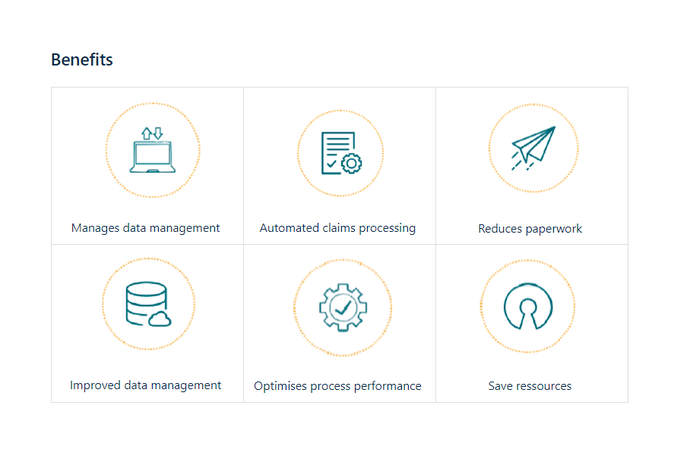 Benefits
Manages data management
Automated claims processing
Reduces paperwork
Improved data management
Optimises process performance
Save ressources